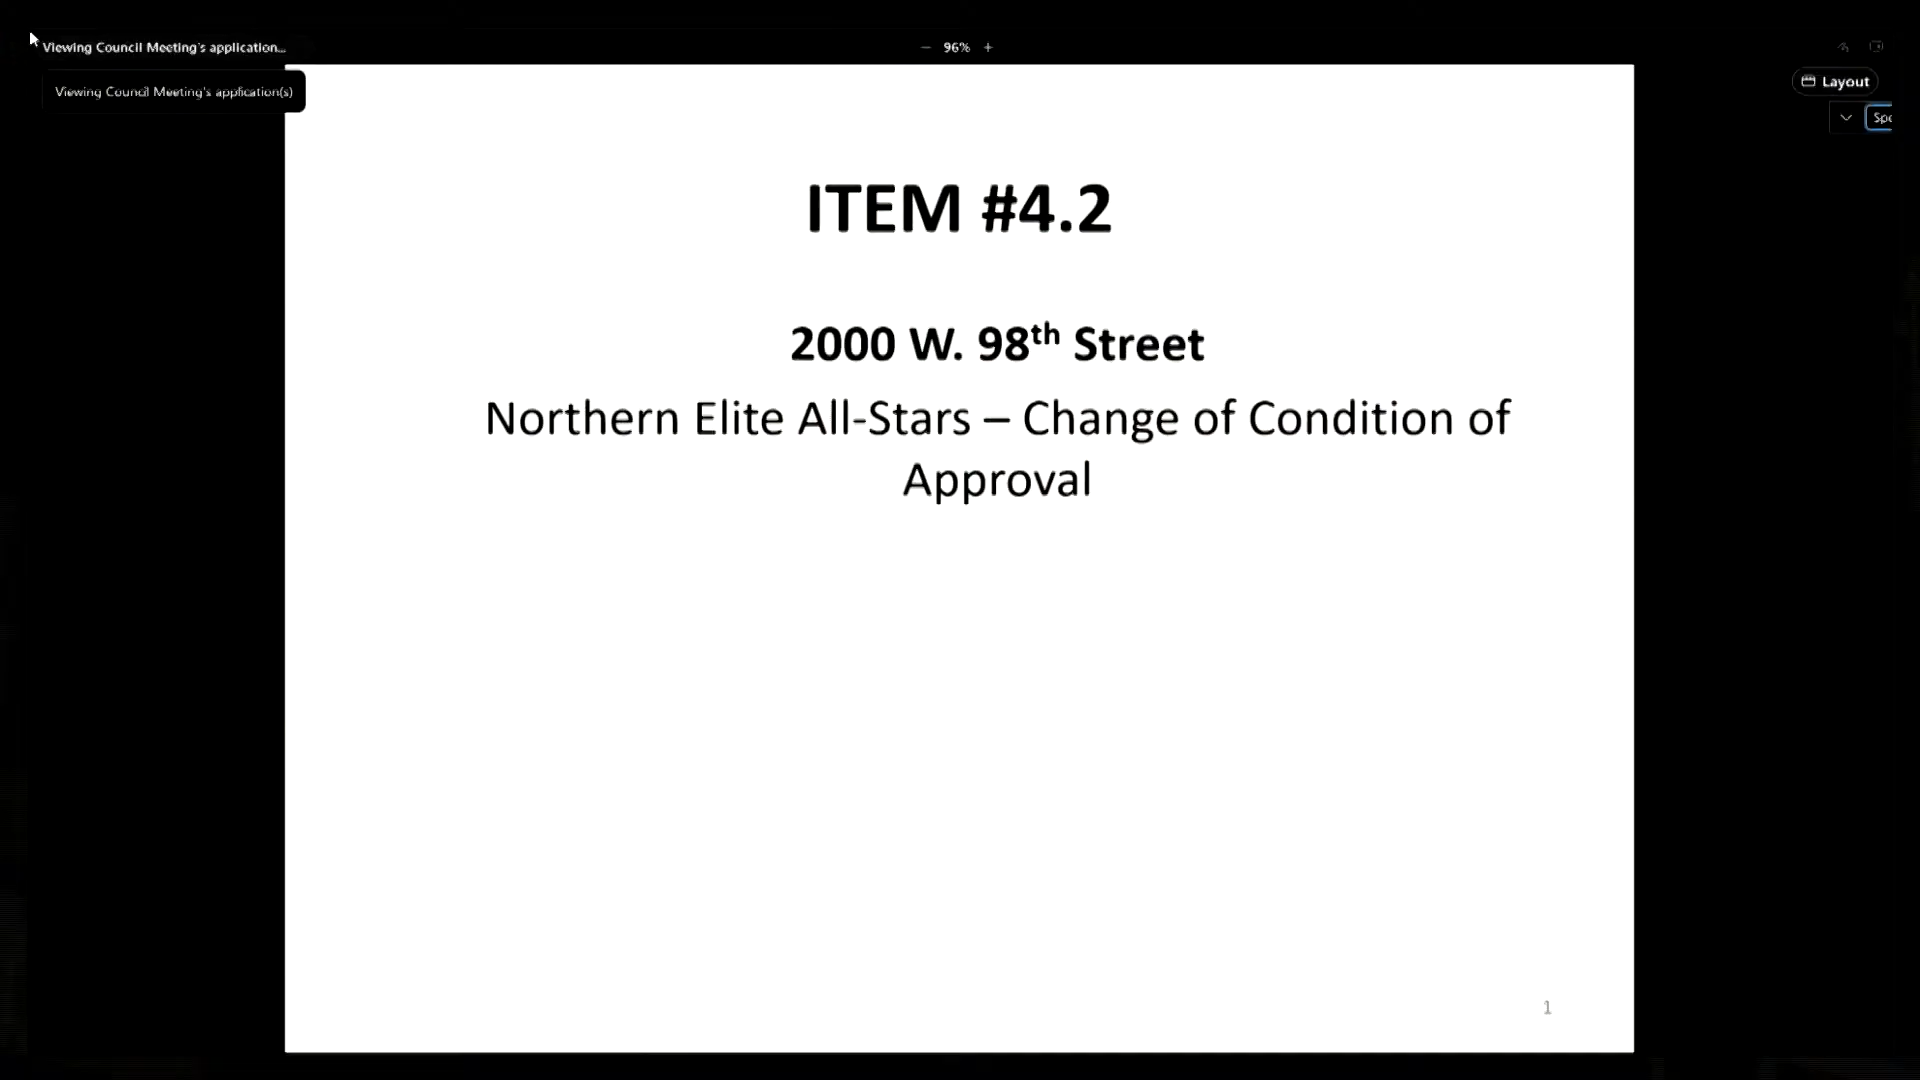 Viewing Council Meeting's application...
96%
Viewing Council Meeting's application(s)
Layout
ITEM #4.2
2000 W. 98th Street
Northern Elite All-Stars – Change of Condition of
Approval
1